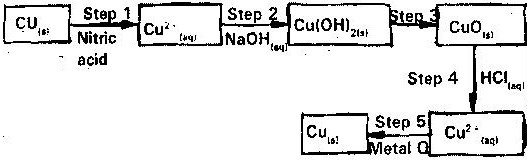 CU(s) Step 1 Nitric acid Cu²⁺(aq) Step 2 NaOH(aq) Cu(OH)2(s) Step 3 CuO(s)
Step 4 HCl(aq)
Cu(s) Step 5 Metal Q Cu²⁺(aq)